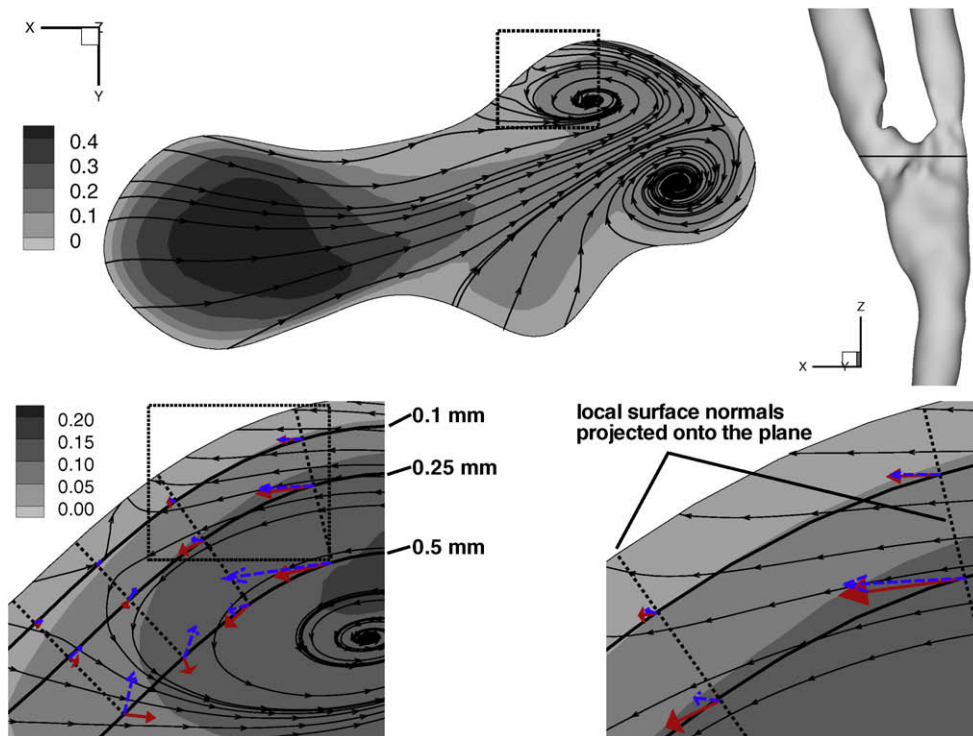 X
Z
Y
0.4
0.3
0.2
0.1
0
Z
X
Y
0.20
0.15
0.10
0.05
0.00
0.1 mm
0.25 mm
0.5 mm
local surface normals
projected onto the plane